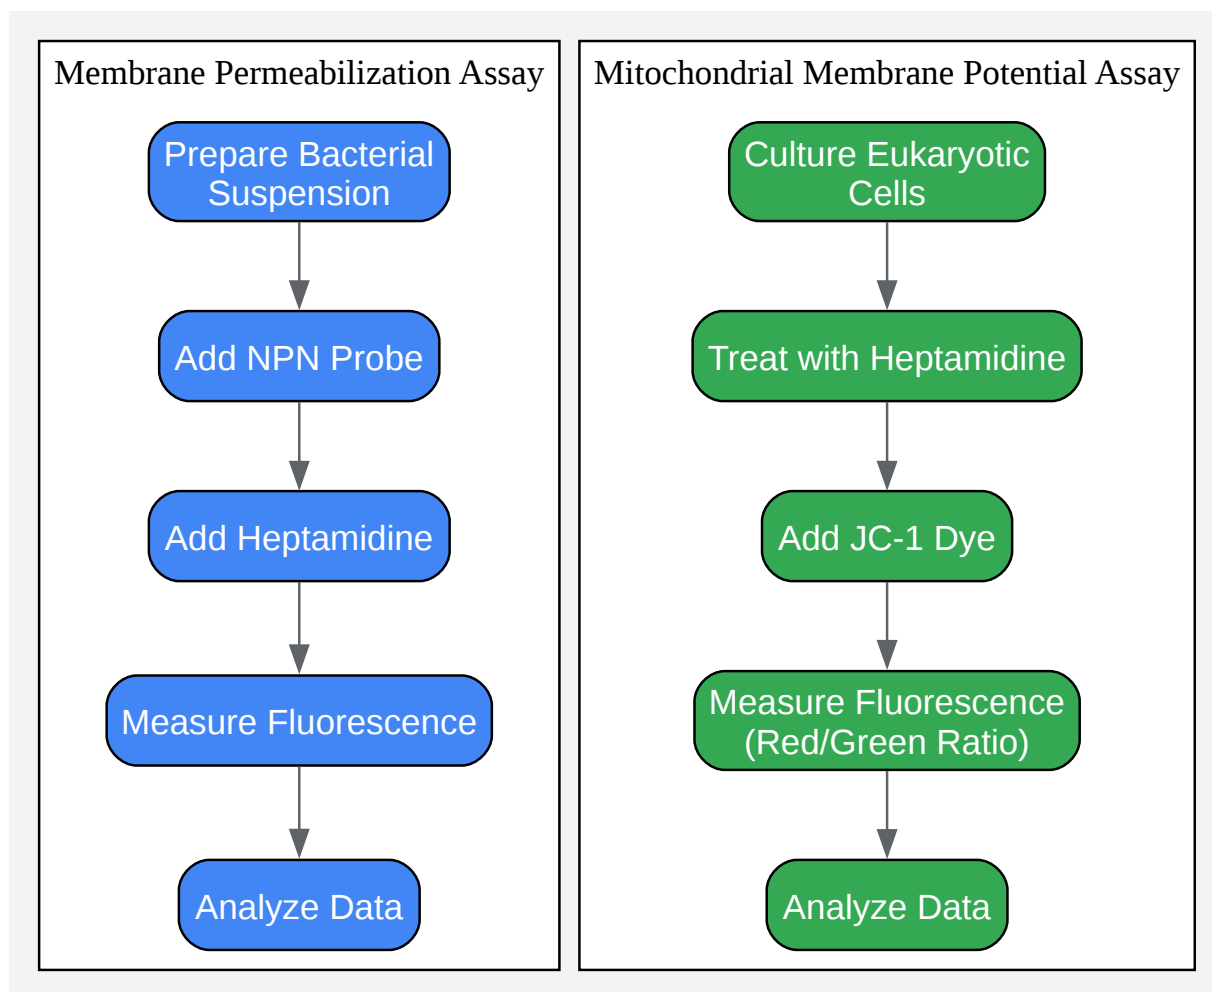 Membrane Permeabilization Assay
Prepare Bacterial
Suspension
Add NPN Probe
Add Heptamidine
Measure Fluorescence
Analyze Data
Mitochondrial Membrane Potential Assay
Culture Eukaryotic
Cells
Treat with Heptamidine
Add JC-1 Dye
Measure Fluorescence
(Red/Green Ratio)
Analyze Data